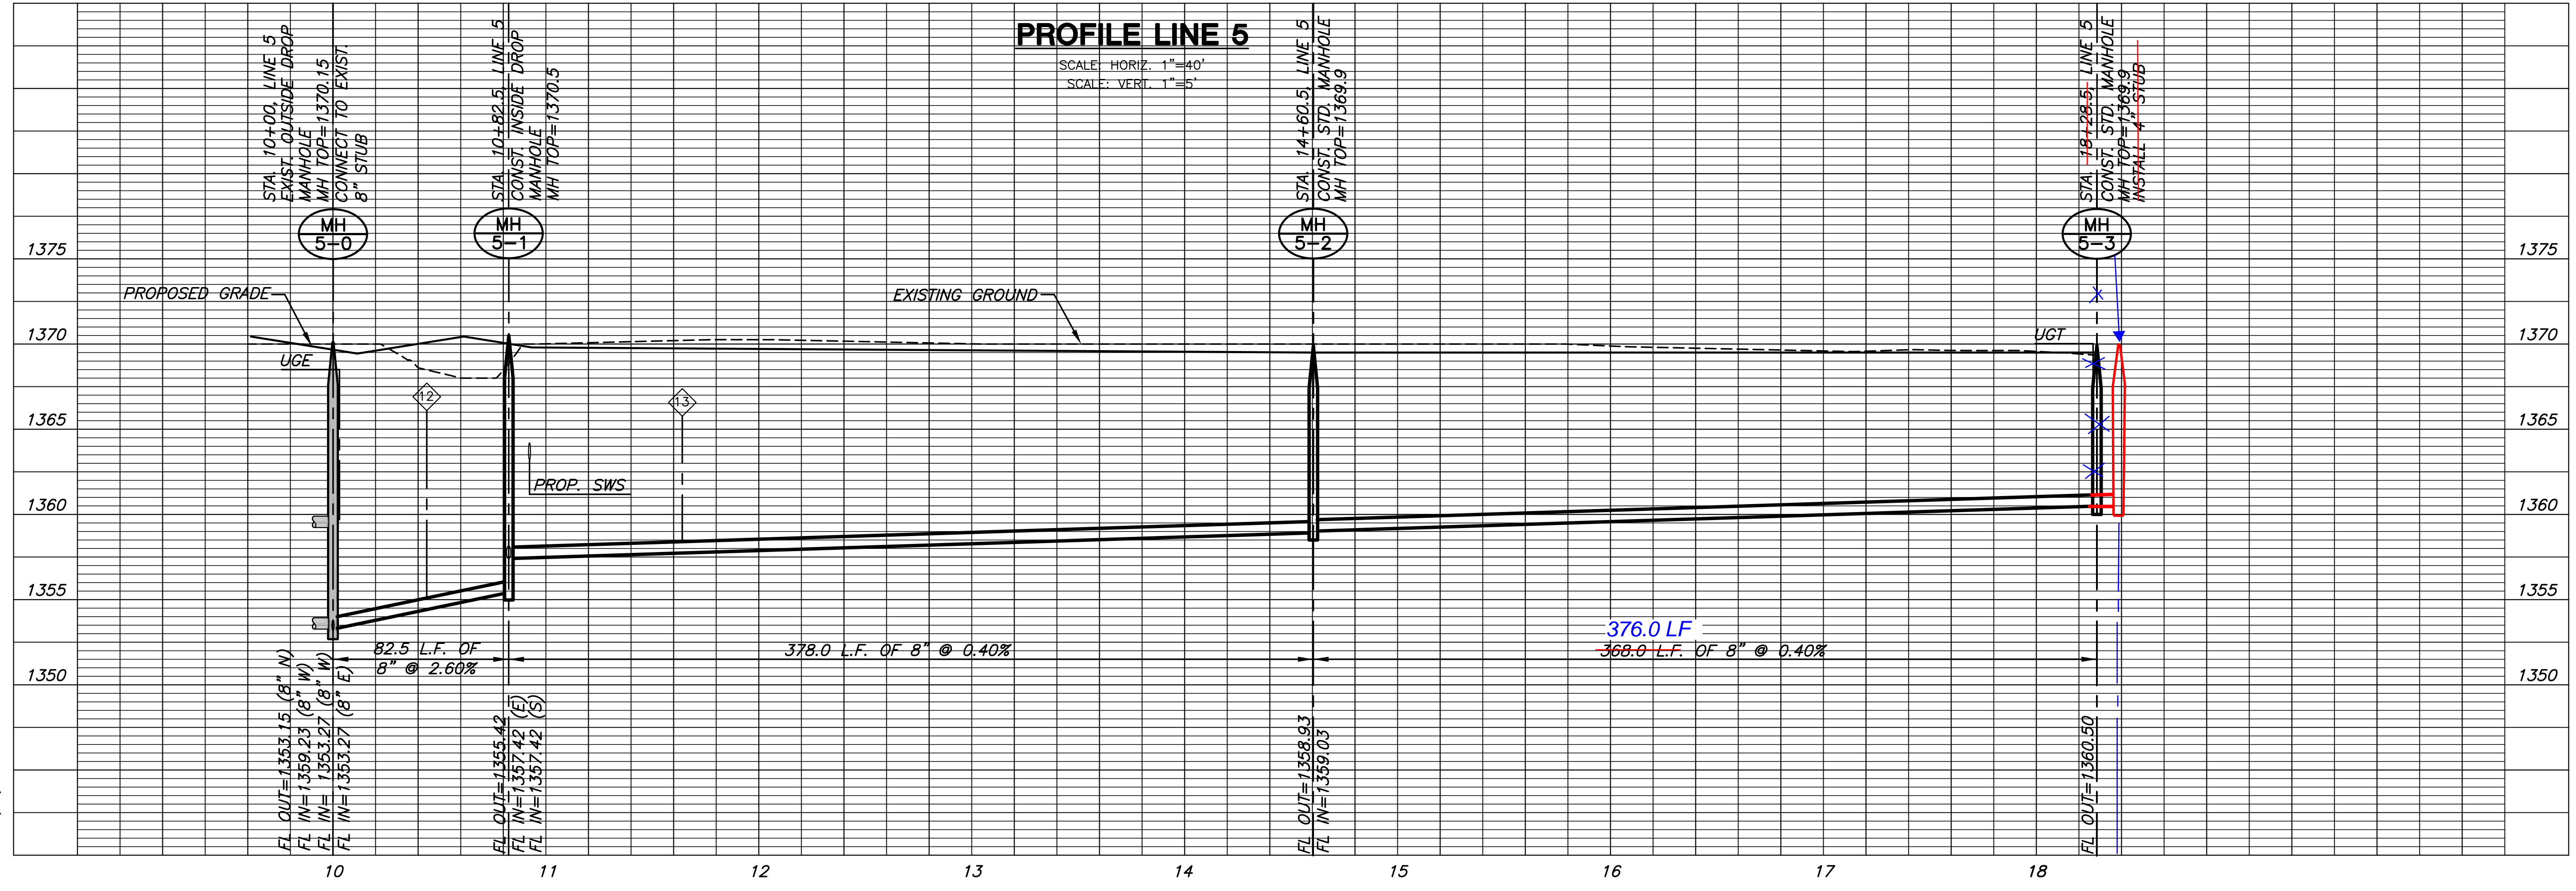 PROFILE LINE 5
SCALE: HORIZ. 1"=40'
SCALE: VERT. 1"=5'
STA. 10+00, LINE 5
EXIST. OUTSIDE DROP
MANHOLE
MH TOP=1370.15
CONNECT TO EXIST.
8" STUB
STA. 10+82.5, LINE 5
CONST. INSIDE DROP
MANHOLE
MH TOP=1370.5
STA. 14+60.5, LINE 5
CONST. STD. MANHOLE
MH TOP=1369.9
STA. 18+28.5, LINE 5
CONST. STD. MANHOLE
MH TOP=1369.9
INSTALL 4" STUB
MH
5-0
MH
5-1
MH
5-2
MH
5-3
1375
1375
PROPOSED GRADE
EXISTING GROUND
1370
UGT
1370
UGE
12
13
1365
1365
PROP. SWS
1360
1360
1355
1355
376.0 LF
82.5 L.F. OF
8" @ 2.60%
378.0 L.F. OF 8" @ 0.40%
368.0 L.F. OF 8" @ 0.40%
1350
1350
FL OUT=1353.15 (8" N)
FL IN=1359.23 (8" W)
FL IN= 1353.27 (8" W)
FL IN=1353.27 (8" E)
FL OUT=1355.42
FL IN=1357.42 (E)
FL IN=1357.42 (S)
FL OUT=1358.93
FL IN=1359.03
FL OUT=1360.50
10
11
12
13
14
15
16
17
18